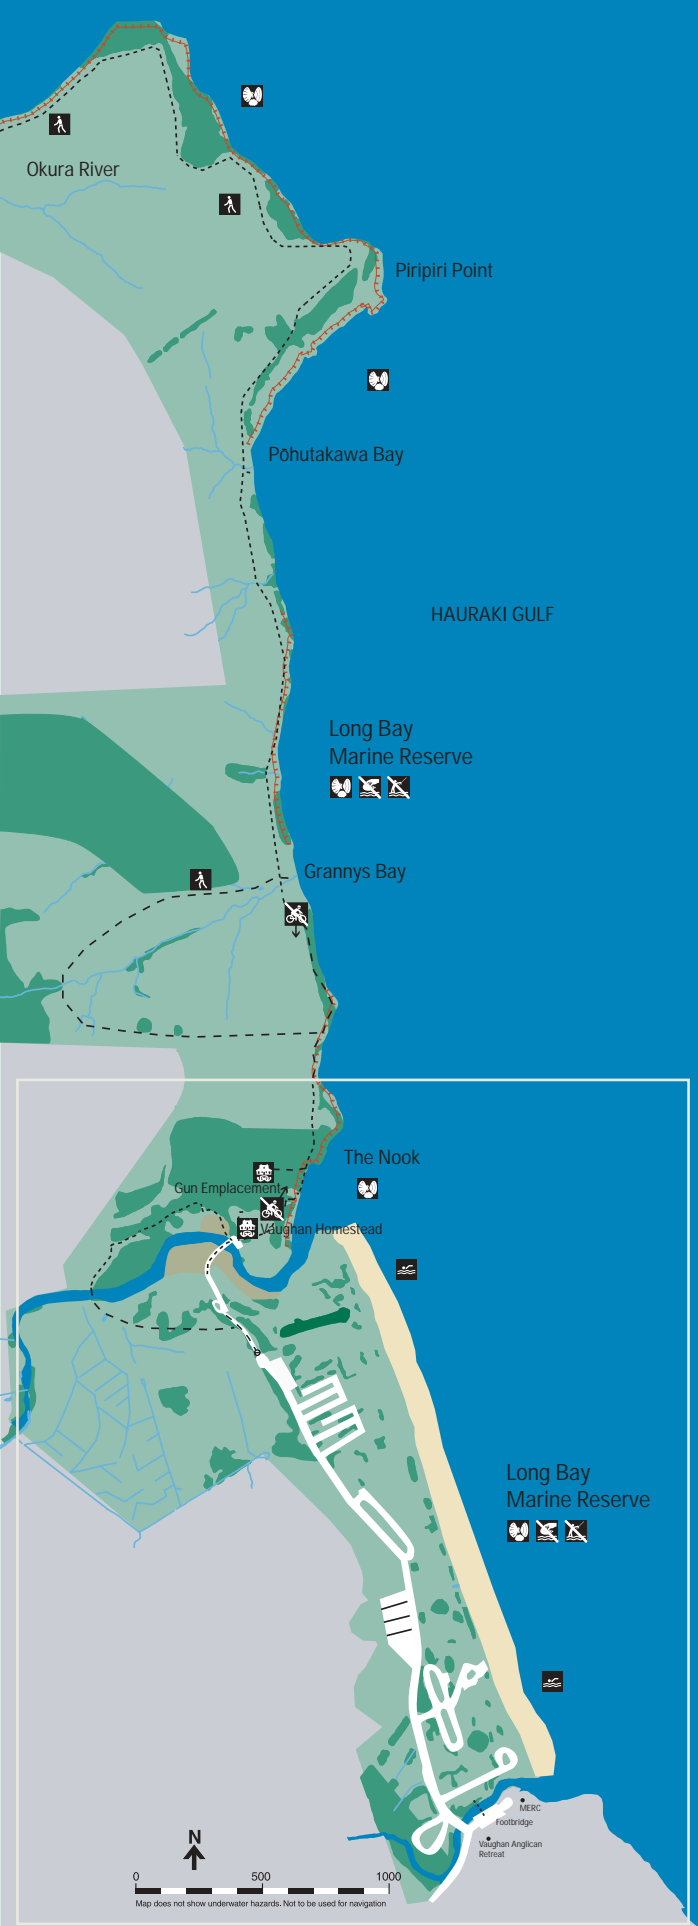 Okura River
Piripiri Point
Pōhutakawa Bay
HAURAKI GULF
Long Bay
Marine Reserve
Grannys Bay
The Nook
Gun Emplacement
Vaughan Homestead
Long Bay
Marine Reserve
MERC
Footbridge
Vaughan Anglican
Retreat
N
0 500 1000
Map does not show underwater hazards. Not to be used for navigation